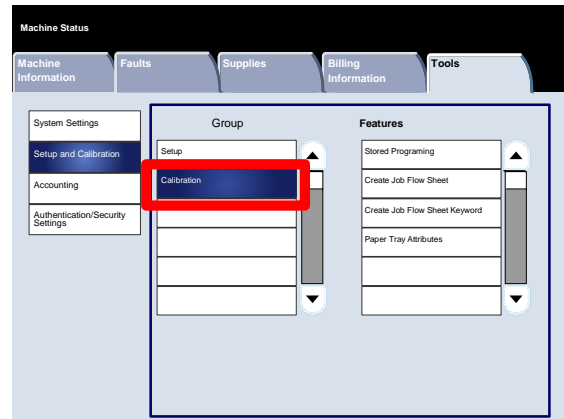 Machine Status
Machine
Information
Faults
Supplies
Billing
Information
Tools
System Settings
Setup and Calibration
Accounting
Authentication/Security
Settings
Group
Setup
Calibration
Features
Stored Programing
Create Job Flow Sheet
Create Job Flow Sheet Keyword
Paper Tray Attributes